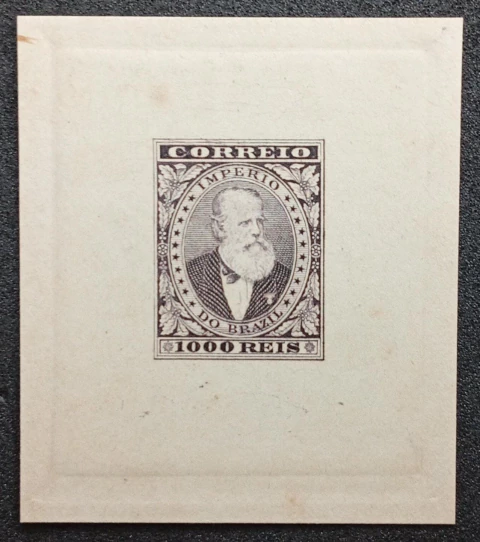 CORREIO
IMPERIO
DO BRAZIL
1000 REIS